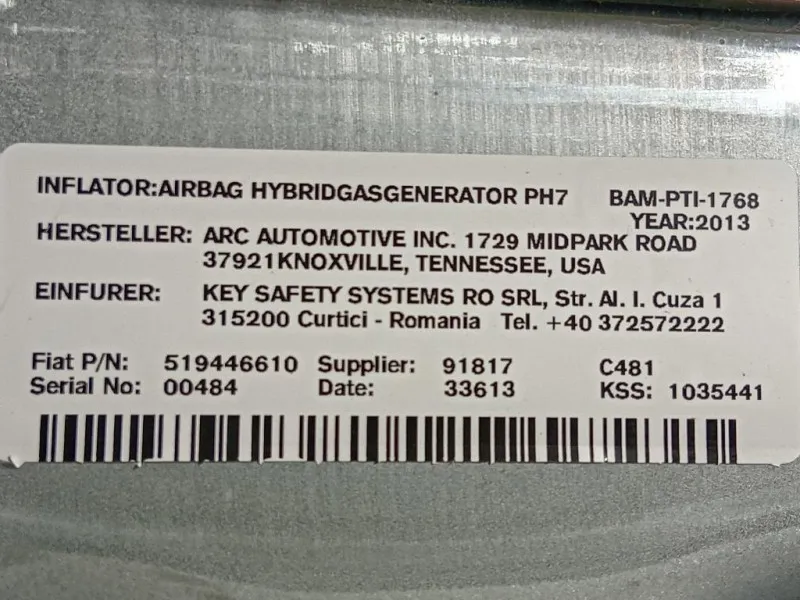 INFLATOR:AIRBAG HYBRIDGASGENERATOR PH7 BAM-PTI-1768
YEAR:2013
HERSTELLER: ARC AUTOMOTIVE INC. 1729 MIDPARK ROAD
37921 KNOXVILLE, TENNESSEE, USA
EINFURER: KEY SAFETY SYSTEMS RO SRL, Str. Al. I. Cuza 1
315200 Curtici - Romania Tel. +40 372572222
Fiat P/N: 519446610 Supplier: 91817 C481
Serial No: 00484 Date: 33613 KSS: 1035441